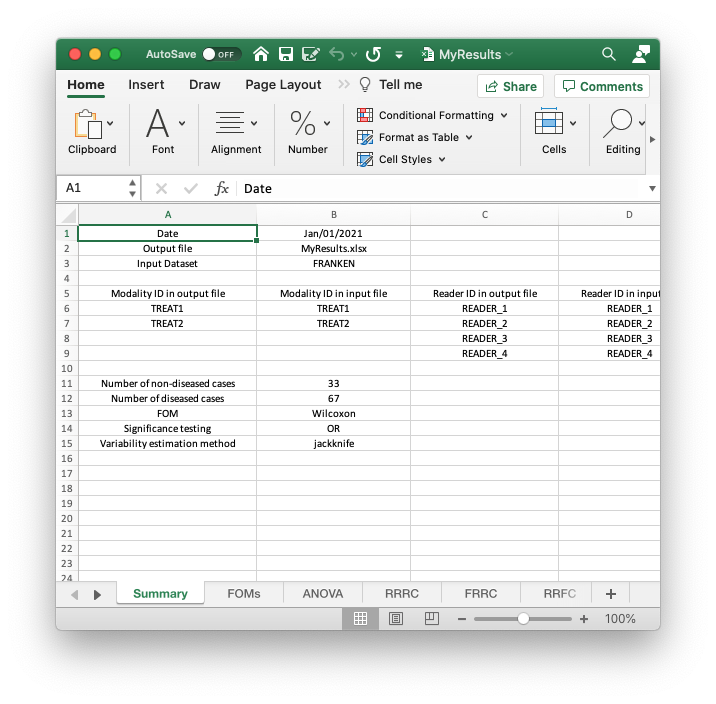 AutoSave OFF MyResults
Home Insert Draw Page Layout Tell me Share Comments
Clipboard Font Alignment % Number Conditional Formatting Format as Table Cell Styles Cells Editing
A1 fx Date
A B C D
1 Date Jan/01/2021
2 Output file MyResults.xlsx
3 Input Dataset FRANKEN
4
5 Modality ID in output file Modality ID in input file Reader ID in output file Reader ID in input
6 TREAT1 TREAT1 READER_1 READER_1
7 TREAT2 TREAT2 READER_2 READER_2
8 READER_3 READER_3
9 READER_4 READER_4
10
11 Number of non-diseased cases 33
12 Number of diseased cases 67
13 FOM Wilcoxon
14 Significance testing OR
15 Variability estimation method jackknife
16
17
18
19
20
21
22
23
24
Summary FOMs ANOVA RRRC FRRC RRFC +
100%